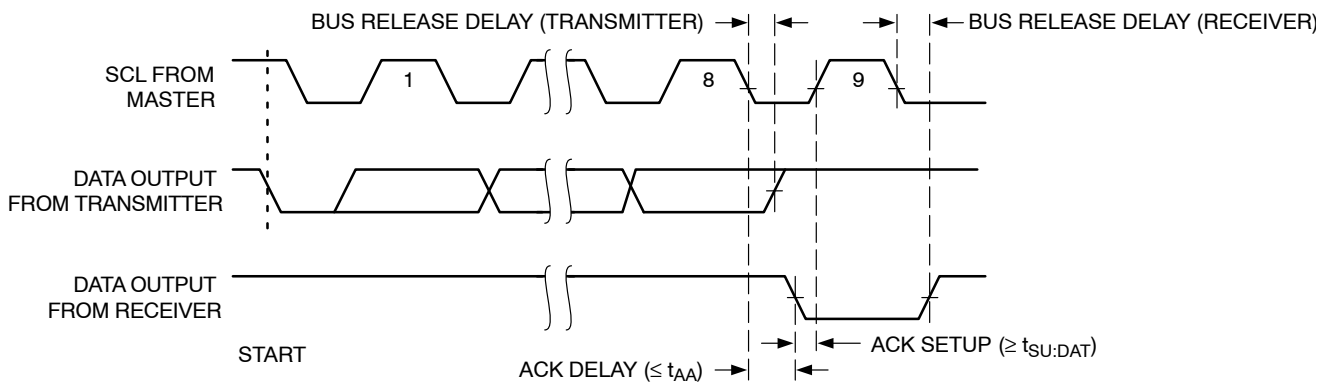 BUS RELEASE DELAY (TRANSMITTER)
BUS RELEASE DELAY (RECEIVER)
SCL FROM
MASTER
1
8
9
DATA OUTPUT
FROM TRANSMITTER
DATA OUTPUT
FROM RECEIVER
START
ACK SETUP (≥ tSU:DAT)
ACK DELAY (≤ tAA)